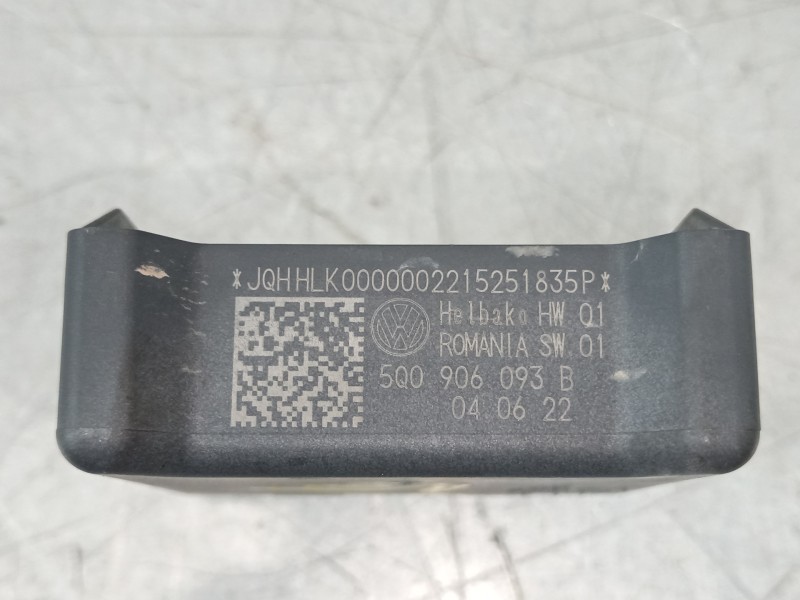 *JQHHLK0000002215251835P*
Helbako HW 01
ROMANIA SW 01
5Q0 906 093 B
04 06 22